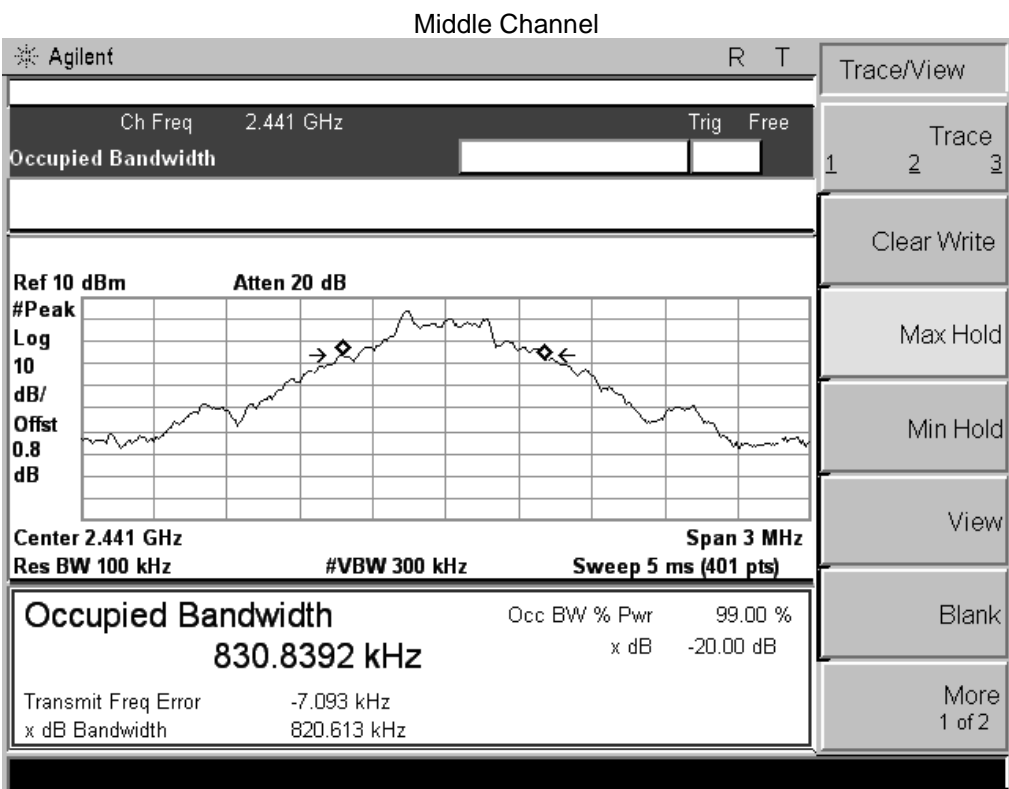 Middle Channel
Agilent R T
Trace/View
Ch Freq 2.441 GHz Trig Free
Occupied Bandwidth
Trace
1 2 3
Clear Write
Ref 10 dBm Atten 20 dB
#Peak
Log
10
dB/
Offst
0.8
dB
Max Hold
Min Hold
Center 2.441 GHz Span 3 MHz
Res BW 100 kHz #VBW 300 kHz Sweep 5 ms (401 pts)
View
Occupied Bandwidth
830.8392 kHz
Occ BW % Pwr 99.00 %
x dB -20.00 dB
Transmit Freq Error -7.093 kHz
x dB Bandwidth 820.613 kHz
Blank
More
1 of 2